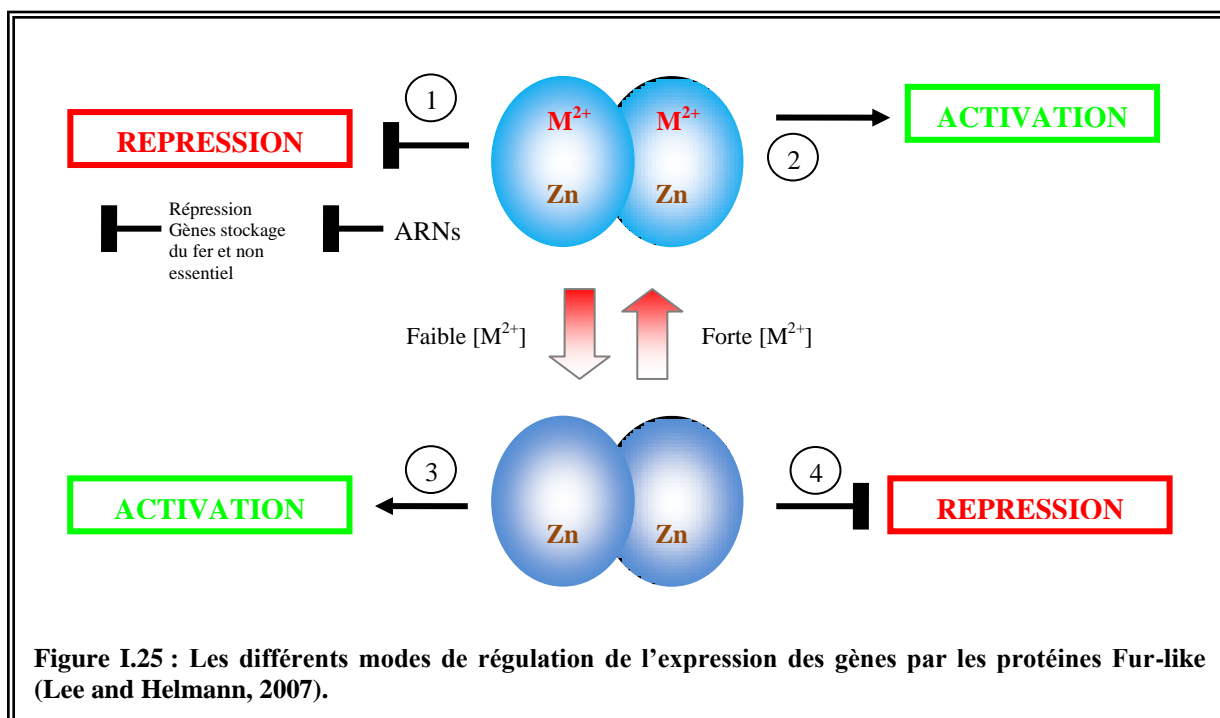 1
M²⁺ M²⁺
REPRESSION
ACTIVATION
2
Zn Zn
Répression
Gènes stockage
du fer et non
essentiel
ARNs
Faible [M²⁺]
Forte [M²⁺]
3
4
ACTIVATION
REPRESSION
Zn Zn
Figure I.25 : Les différents modes de régulation de l’expression des gènes par les protéines Fur-like
(Lee and Helmann, 2007).